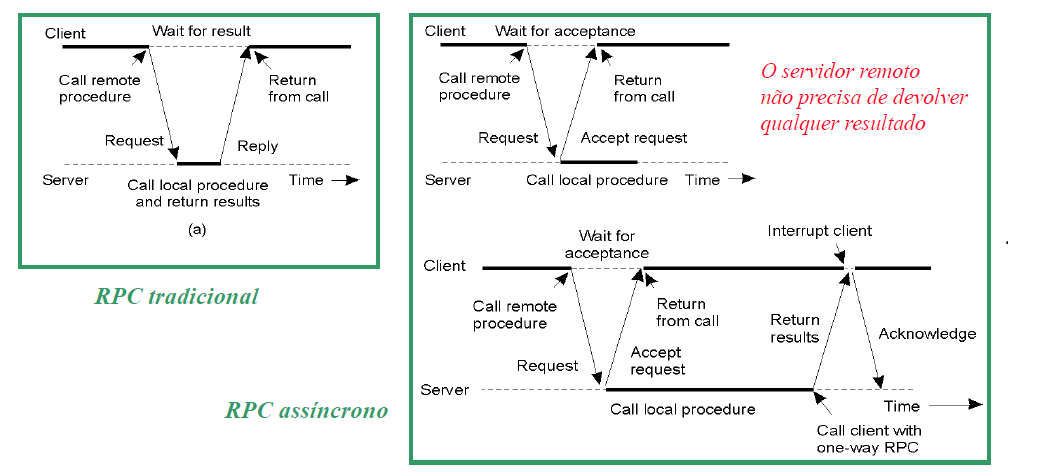 Client
Wait for result
Call remote
procedure
Return
from call
Request
Reply
Server
Call local procedure
and return results
Time
(a)
RPC tradicional
Client
Wait for acceptance
Call remote
procedure
Return
from call
O servidor remoto
não precisa de devolver
qualquer resultado
Request
Accept request
Server
Call local procedure
Time
Wait for
acceptance
Interrupt client
Client
Call remote
procedure
Return
from call
Return
results
Acknowledge
Request
Accept
request
Server
Call local procedure
Time
Call client with
one-way RPC
RPC assíncrono